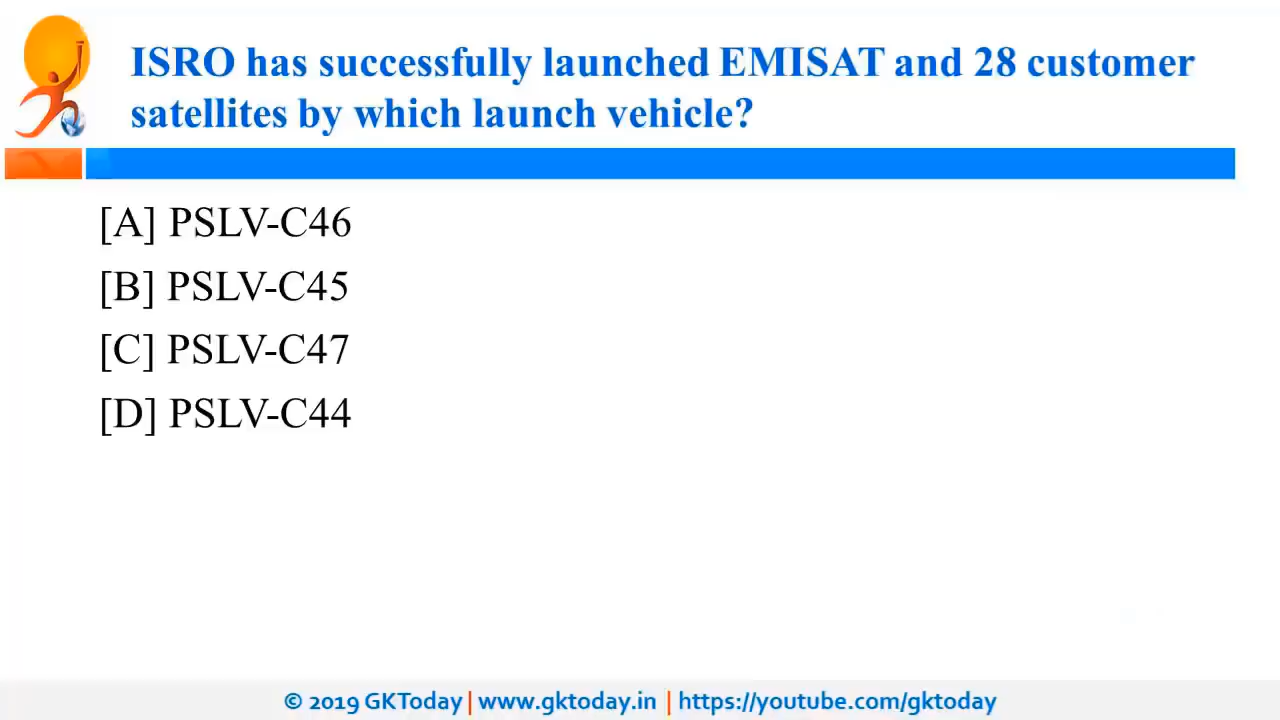 ISRO has successfully launched EMISAT and 28 customer
satellites by which launch vehicle?
[A] PSLV-C46
[B] PSLV-C45
[C] PSLV-C47
[D] PSLV-C44
© 2019 GKToday | www.gktoday.in | https://youtube.com/gktoday